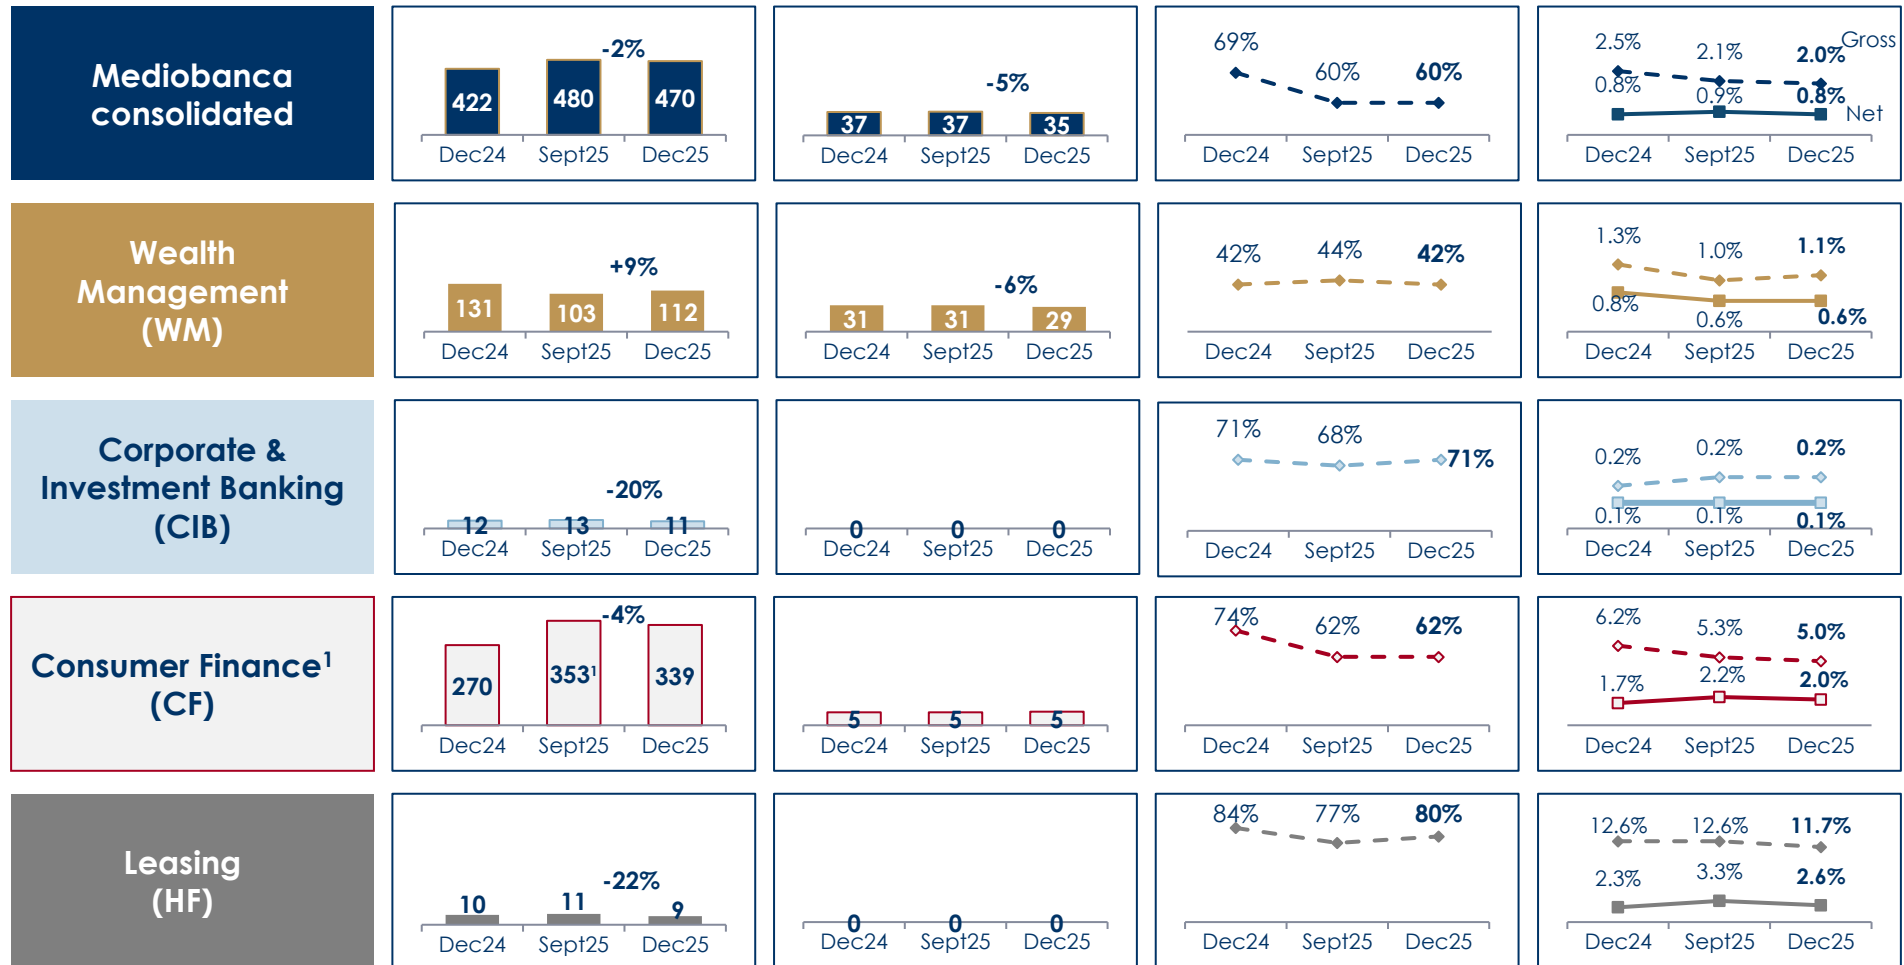 Mediobanca
consolidated
-2%
422 480 470
Dec24 Sept25 Dec25
-5%
37 37 35
Dec24 Sept25 Dec25
69% 60% 60%
Dec24 Sept25 Dec25
2.5% 2.1% 2.0% Gross
0.8% 0.9% 0.8% Net
Dec24 Sept25 Dec25
Wealth
Management
(WM)
+9%
131 103 112
Dec24 Sept25 Dec25
-6%
31 31 29
Dec24 Sept25 Dec25
42% 44% 42%
Dec24 Sept25 Dec25
1.3% 1.0% 1.1%
0.8% 0.6% 0.6%
Dec24 Sept25 Dec25
Corporate &
Investment Banking
(CIB)
-20%
12 13 11
Dec24 Sept25 Dec25
0 0 0
Dec24 Sept25 Dec25
71% 68% 71%
Dec24 Sept25 Dec25
0.2% 0.2% 0.2%
0.1% 0.1% 0.1%
Dec24 Sept25 Dec25
Consumer Finance¹
(CF)
-4%
270 353¹ 339
Dec24 Sept25 Dec25
5 5 5
Dec24 Sept25 Dec25
74% 62% 62%
Dec24 Sept25 Dec25
6.2% 5.3% 5.0%
1.7% 2.2% 2.0%
Dec24 Sept25 Dec25
Leasing
(HF)
-22%
10 11 9
Dec24 Sept25 Dec25
0 0 0
Dec24 Sept25 Dec25
84% 77% 80%
Dec24 Sept25 Dec25
12.6% 12.6% 11.7%
2.3% 3.3% 2.6%
Dec24 Sept25 Dec25